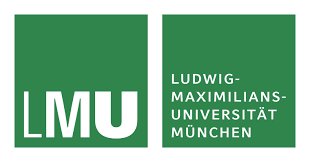 LMU
LUDWIG-
MAXIMILIANS-
UNIVERSITÄT
MÜNCHEN